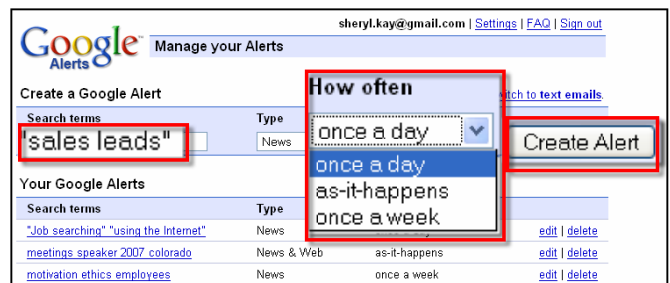 sheryl.kay@gmail.com | Settings | FAQ | Sign out
Google Alerts
Manage your Alerts
Create a Google Alert
How often
itch to text emails.
Search terms
Type
"sales leads"
News
once a day
Create Alert
once a day
as-it-happens
once a week
Your Google Alerts
Search terms
Type
"Job searching" "using the Internet"
News
edit | delete
meetings speaker 2007 colorado
News & Web
as-it-happens
edit | delete
motivation ethics employees
News
once a week
edit | delete